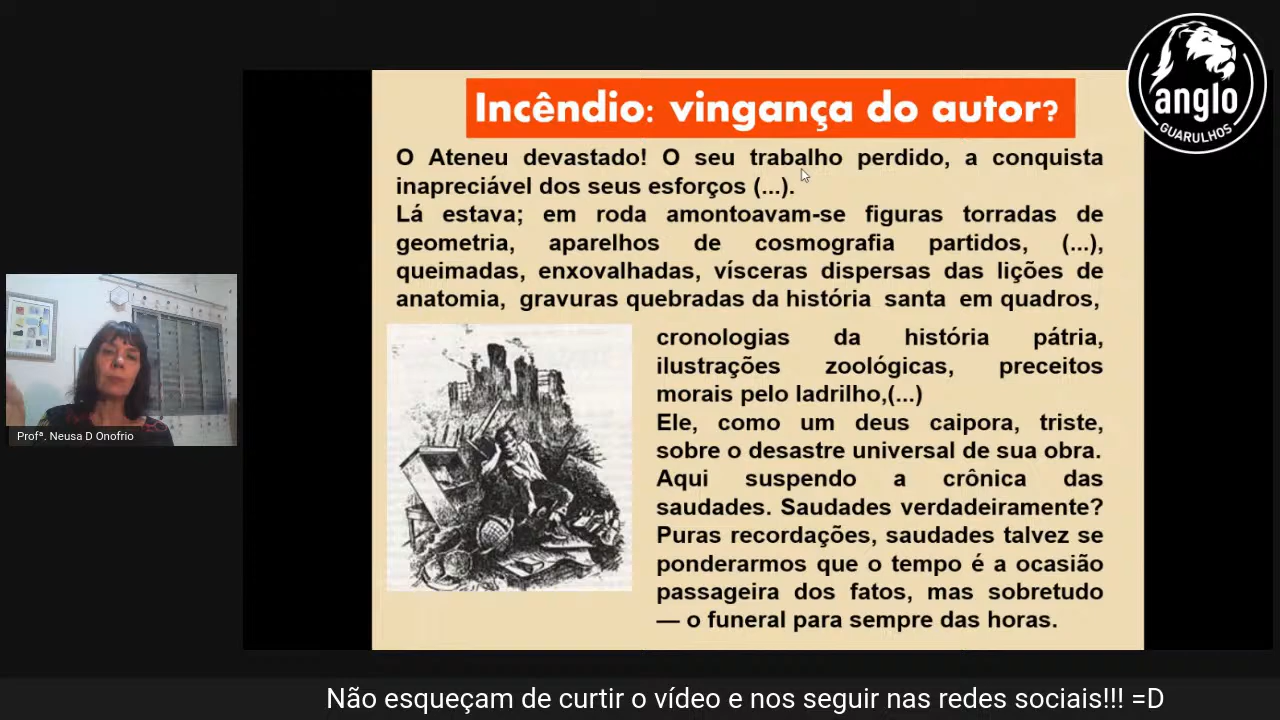 anglo
GUARULHOS
Incêndio: vingança do autor?
O Ateneu devastado! O seu trabalho perdido, a conquista
inapreciável dos seus esforços (...).
Lá estava; em roda amontoavam-se figuras torradas de
geometria, aparelhos de cosmografia partidos, (...),
queimadas, enxovalhadas, vísceras dispersas das lições de
anatomia, gravuras quebradas da história santa em quadros,
cronologias da história pátria,
ilustrações zoológicas, preceitos
morais pelo ladrilho,(...)
Ele, como um deus caipora, triste,
sobre o desastre universal de sua obra.
Aqui suspendo a crônica das
saudades. Saudades verdadeiramente?
Puras recordações, saudades talvez se
ponderarmos que o tempo é a ocasião
passageira dos fatos, mas sobretudo
— o funeral para sempre das horas.
Profª. Neusa D Onofrio
Não esqueçam de curtir o vídeo e nos seguir nas redes sociais!!! =D